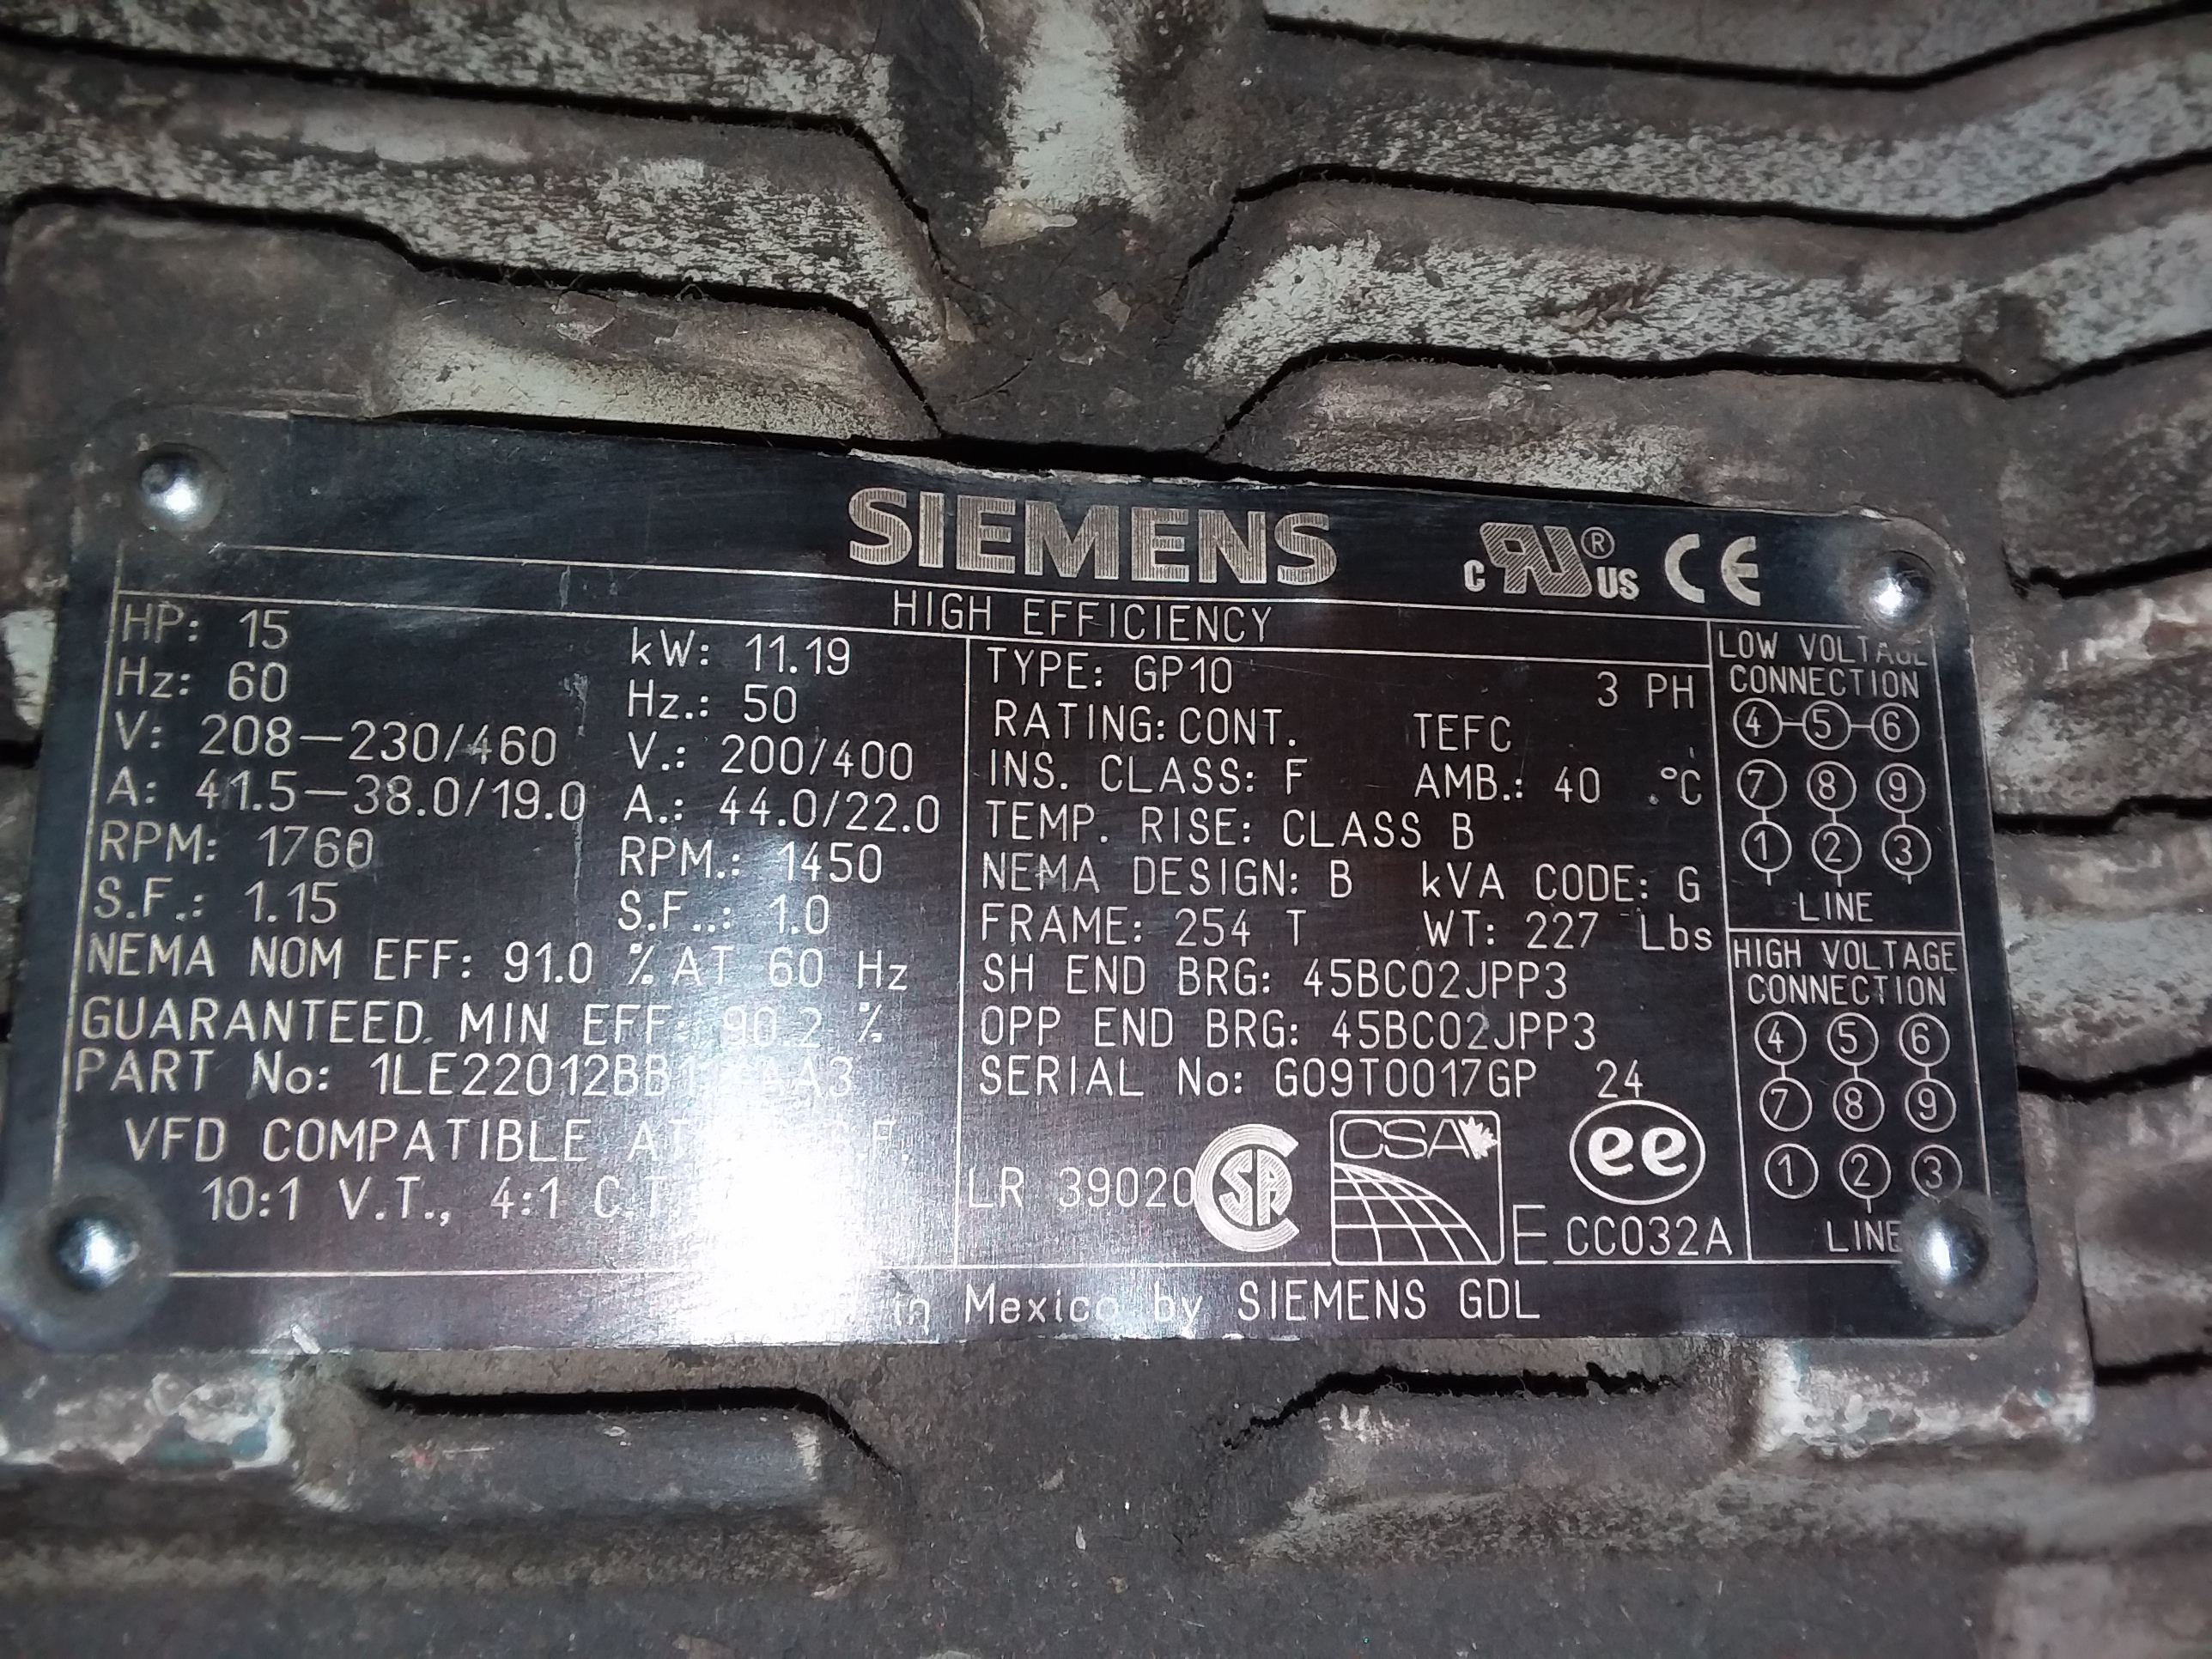 SIEMENS
C RU ® US CE
HIGH EFFICIENCY
HP: 15 kW: 11.19
Hz: 60 Hz.: 50
V: 208-230/460 V.: 200/400
A: 41.5-38.0/19.0 A.: 44.0/22.0
RPM: 1760 RPM.: 1450
S.F.: 1.15 S.F..: 1.0
NEMA NOM EFF: 91.0 % AT 60 Hz
GUARANTEED. MIN EFF: 90.2 %
PART No:
VFD COMPATIBLE
10:1 V.T., 4:1 C.T.
TYPE: GP10 3 PH
RATING: CONT. TEFC
INS. CLASS: F AMB.: 40 °C
TEMP. RISE: CLASS B
NEMA DESIGN: B kVA CODE: G
FRAME: 254 T WT: 227 Lbs
SH END BRG: 45BC02JPP3
OPP END BRG: 45BC02JPP3
SERIAL No: G09T0017GP 24
LR 39020 CSA CSA E ee
CC032A
LOW VOLTAGE
CONNECTION
4-5-6
7 8 9
1 2 3
LINE
HIGH VOLTAGE
CONNECTION
4 5 6
7 8 9
1 2 3
LINE
in Mexico by SIEMENS GDL